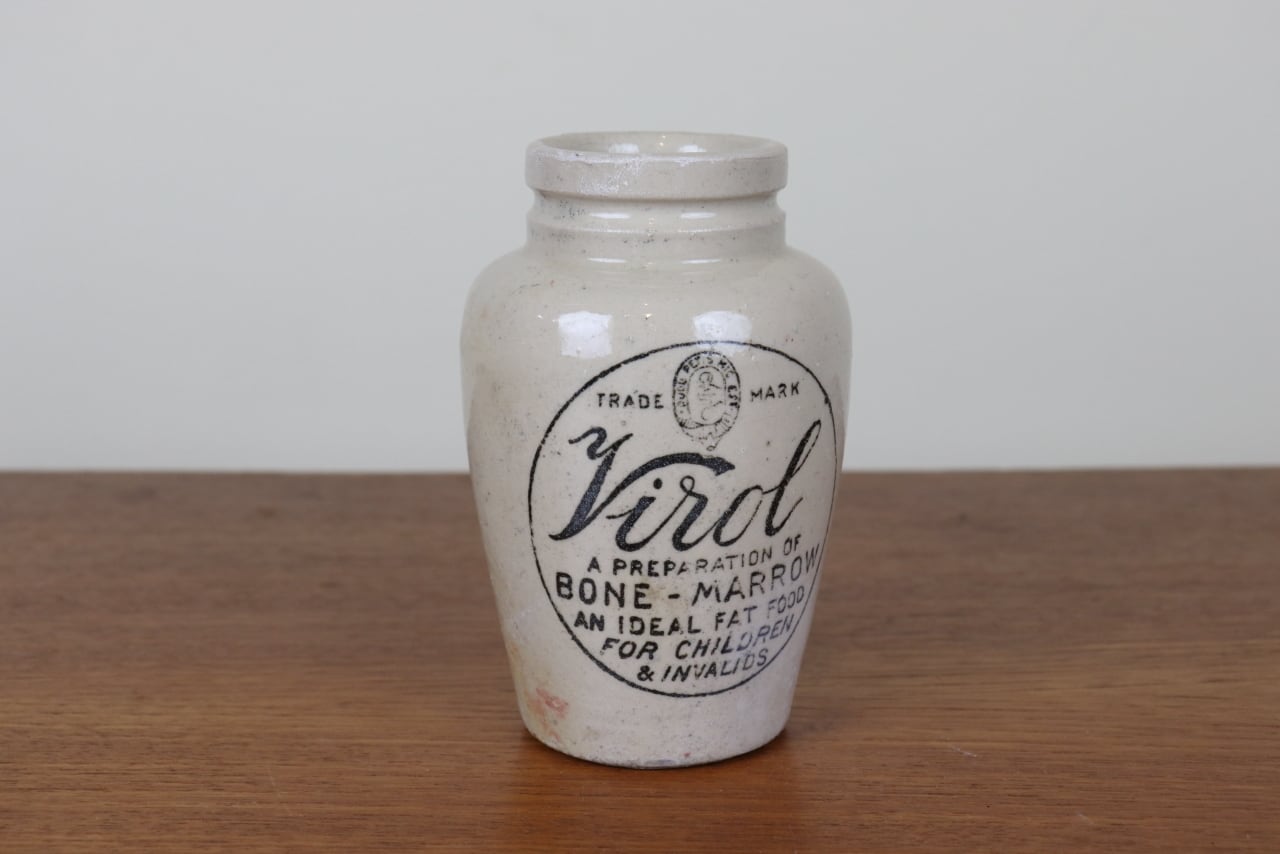 TRADE MARK
Virol
A PREPARATION OF
BONE-MARROW
AN IDEAL FAT FOOD
FOR CHILDREN
& INVALIDS